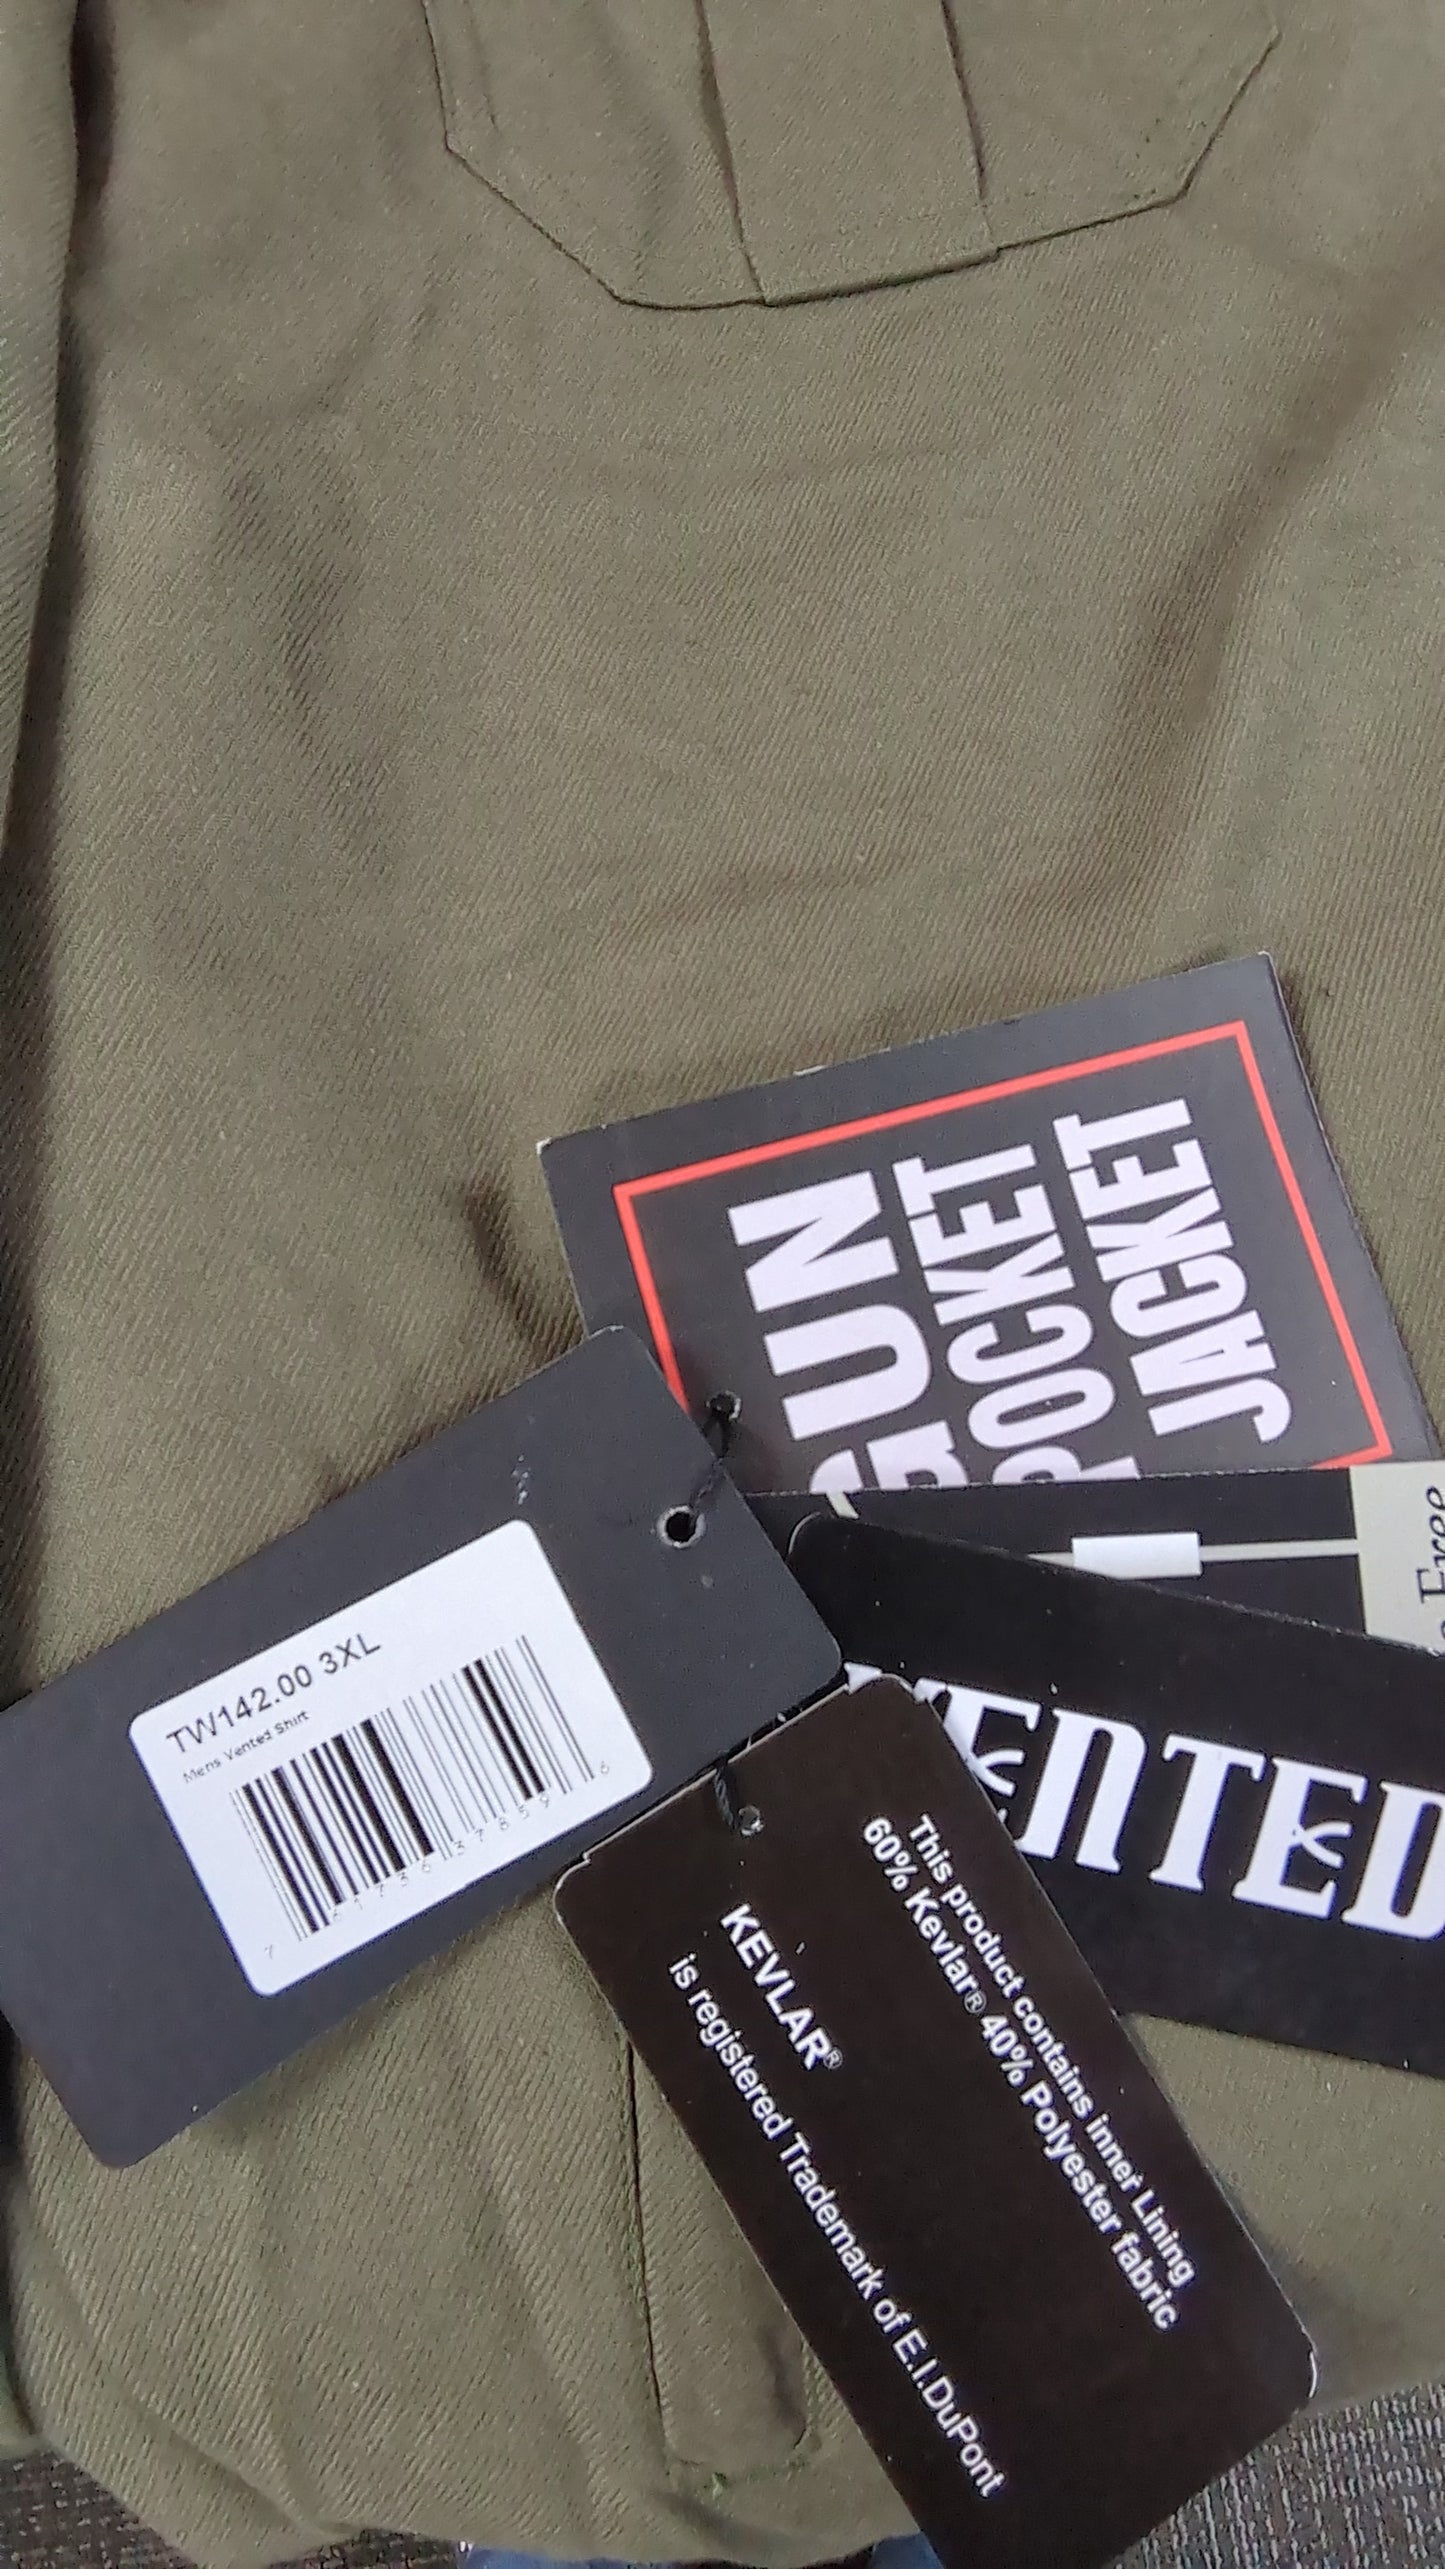 GUN
POCKET
JACKET
Free
VENTED
TW142.00 3XL
Mens Vented Shirt
This product contains inner Lining
60% Kevlar® 40% Polyester fabric
KEVLAR®
is registered Trademark of E.I.DuPont